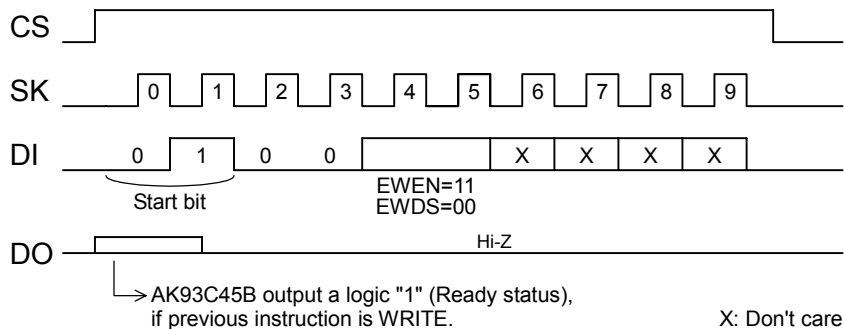 CS
SK 0 1 2 3 4 5 6 7 8 9
DI 0 1 0 0 X X X X
Start bit
EWEN=11
EWDS=00
DO Hi-Z
AK93C45B output a logic "1" (Ready status),
if previous instruction is WRITE. X: Don't care